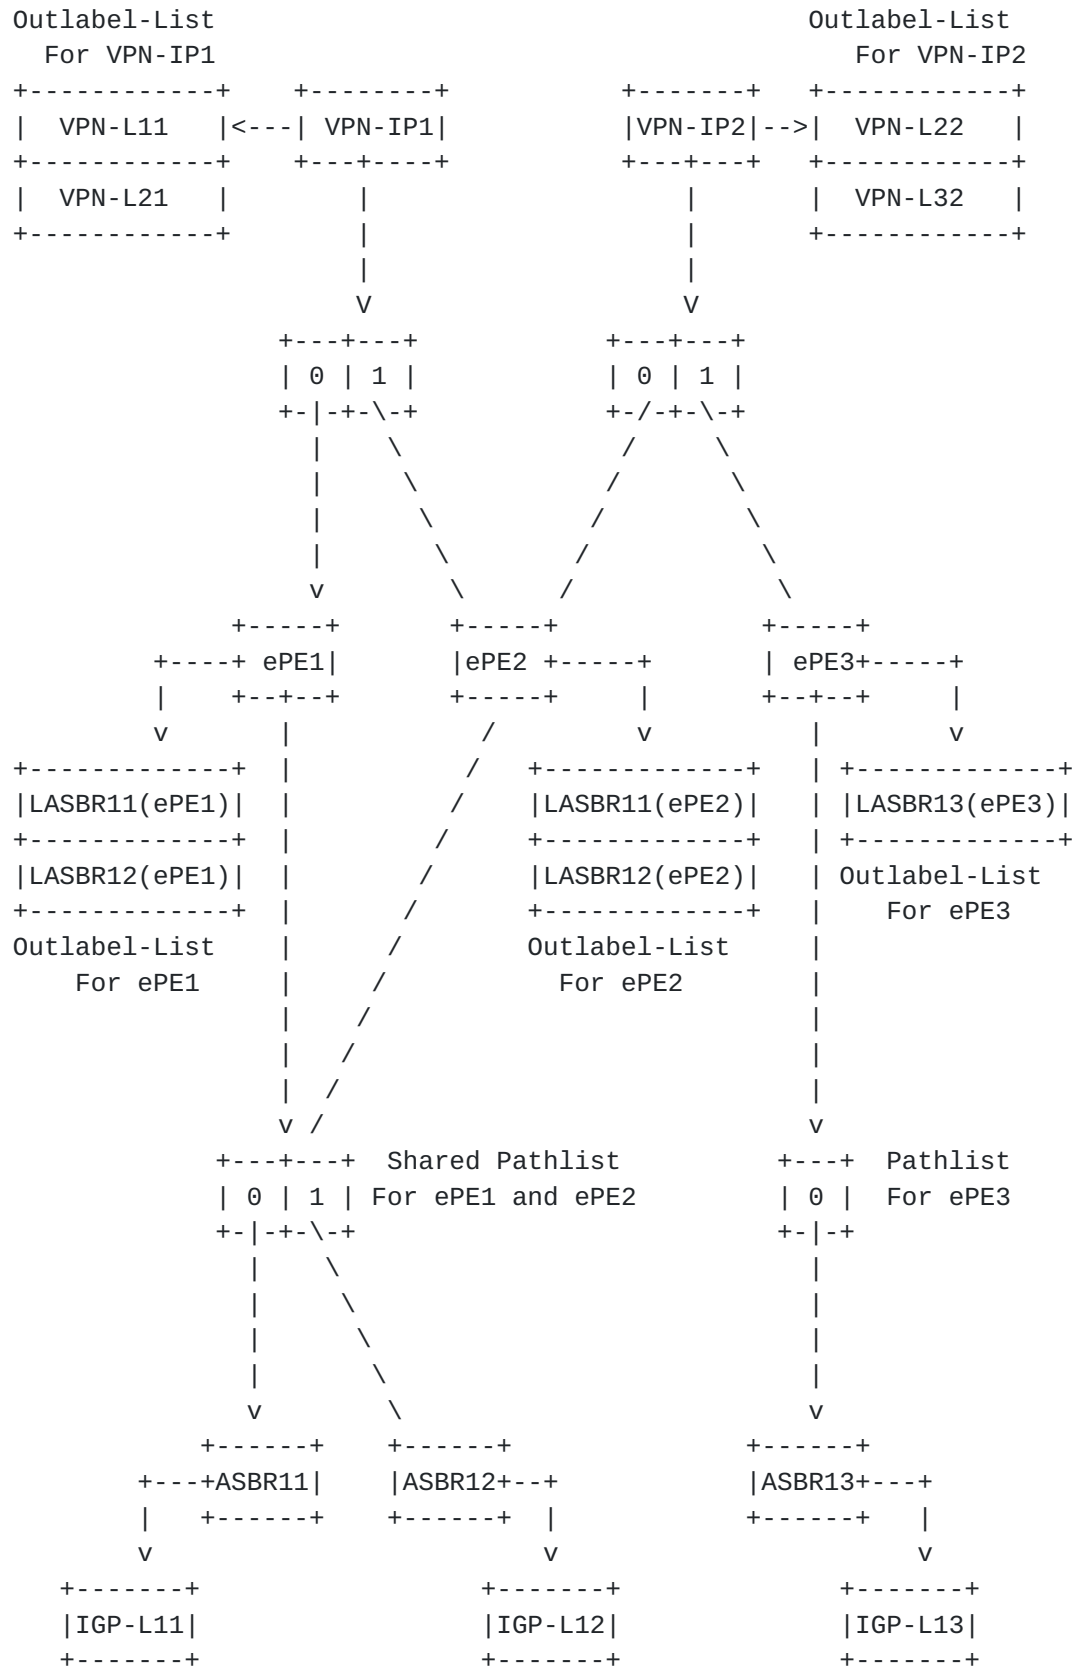 Outlabel-List                                      Outlabel-List
  For VPN-IP1                                         For VPN-IP2
+------------+    +--------+           +-------+   +------------+
|  VPN-L11   |<---| VPN-IP1|           |VPN-IP2|-->|  VPN-L22   |
+------------+    +---+----+           +---+---+   +------------+
|  VPN-L21   |        |                    |       |  VPN-L32   |
+------------+        |                    |       +------------+
                      |                    |
                      V                    V
                 +---+---+            +---+---+
                 | 0 | 1 |            | 0 | 1 |
                 +-|-+-\-+            +-/-+-\-+
                   |    \              /     \
                   |     \            /       \
                   |      \          /         \
                   |       \        /           \
                   v        \      /             \
              +-----+       +-----+             +-----+
         +----+ ePE1|       |ePE2 +-----+       | ePE3+-----+
         |    +--+--+       +-----+     |       +--+--+     |
         v       |            /         v          |        v
+-------------+  |           /   +-------------+   | +-------------+
|LASBR11(ePE1)|  |          /    |LASBR11(ePE2)|   | |LASBR13(ePE3)|
+-------------+  |         /     +-------------+   | +-------------+
|LASBR12(ePE1)|  |        /      |LASBR12(ePE2)|   | Outlabel-List
+-------------+  |       /       +-------------+   |    For ePE3
Outlabel-List    |      /        Outlabel-List     |
    For ePE1     |     /           For ePE2        |
                 |    /                            |
                 |   /                             |
                 |  /                              |
                 v /                               v
             +---+---+  Shared Pathlist          +---+  Pathlist
             | 0 | 1 | For ePE1 and ePE2         | 0 |  For ePE3
             +-|-+-\-+                           +-|-+
               |    \                              |
               |     \                             |
               |      \                            |
               |       \                           |
               v        \                          v
            +------+    +------+               +------+
        +---+ASBR11|    |ASBR12+--+            |ASBR13+---+
        |   +------+    +------+  |            +------+   |
        v                         v                       v
   +-------+                  +-------+              +-------+
   |IGP-L11|                  |IGP-L12|              |IGP-L13|
   +-------+                  +-------+              +-------+